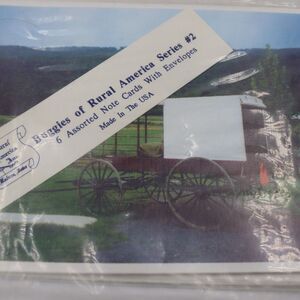 Buggies of Rural America Series #2
6 Assorted Note Cards With Envelopes
Made In The USA